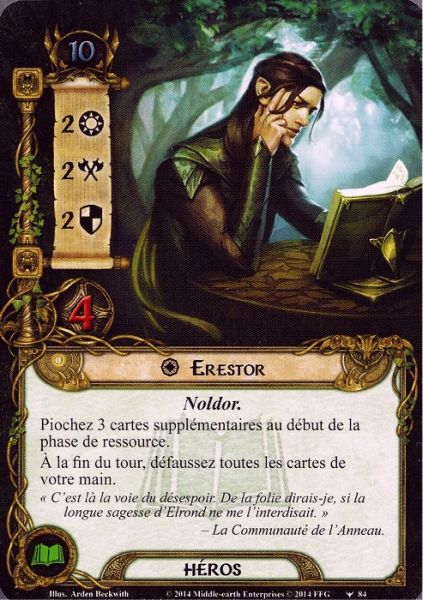 10
2
2
2
4
ERESTOR
Noldor.
Piochez 3 cartes supplémentaires au début de la
phase de ressource.
À la fin du tour, défaussez toutes les cartes de
votre main.
« C'est là la voie du désespoir. De la folie dirais-je, si la
longue sagesse d'Elrond ne me l'interdisait. »
– La Communauté de l'Anneau.
HÉROS
Illus. Arden Beckwith © 2014 Middle-earth Enterprises © 2014 FFG 84